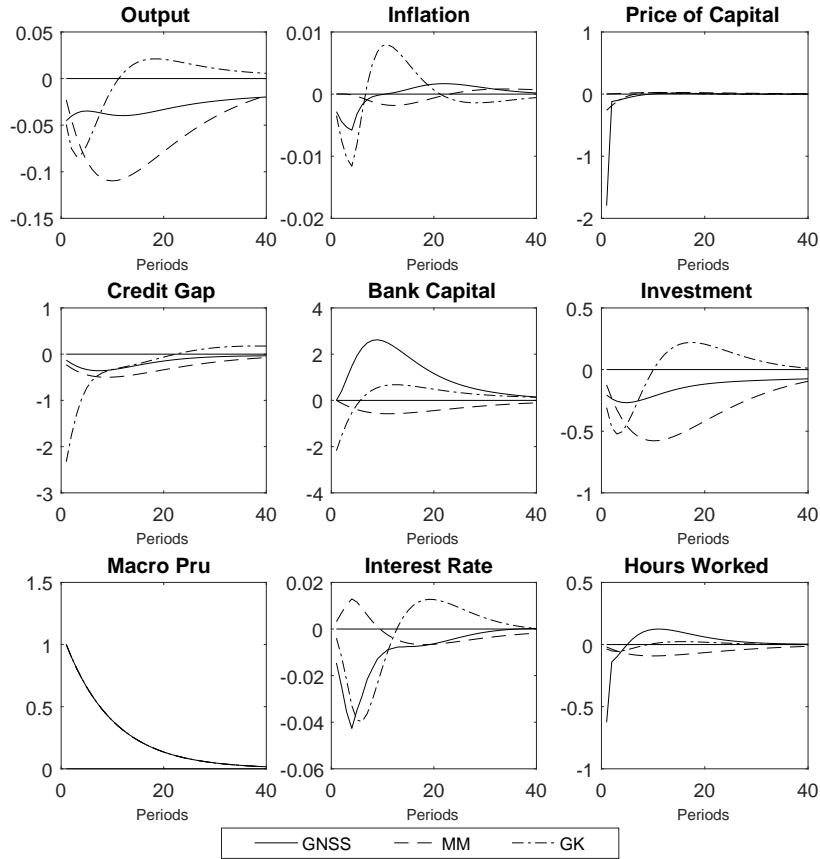 Output Inflation Price of Capital
0.05 0.01 1
0 0 0
-0.05 -0.01 -1
-0.1
-0.15 -0.02 -2
0 20 40 0 20 40 0 20 40
Periods Periods Periods
Credit Gap Bank Capital Investment
1 4 0.5
0 2
-1 0 0
-2 -2 -0.5
-3 -4 -1
0 20 40 0 20 40 0 20 40
Periods Periods Periods
Macro Pru Interest Rate Hours Worked
1.5 0.02 0.5
1 0 0
-0.02
0.5 -0.04 -0.5
0 -0.06 -1
0 20 40 0 20 40 0 20 40
Periods Periods Periods
GNSS MM GK